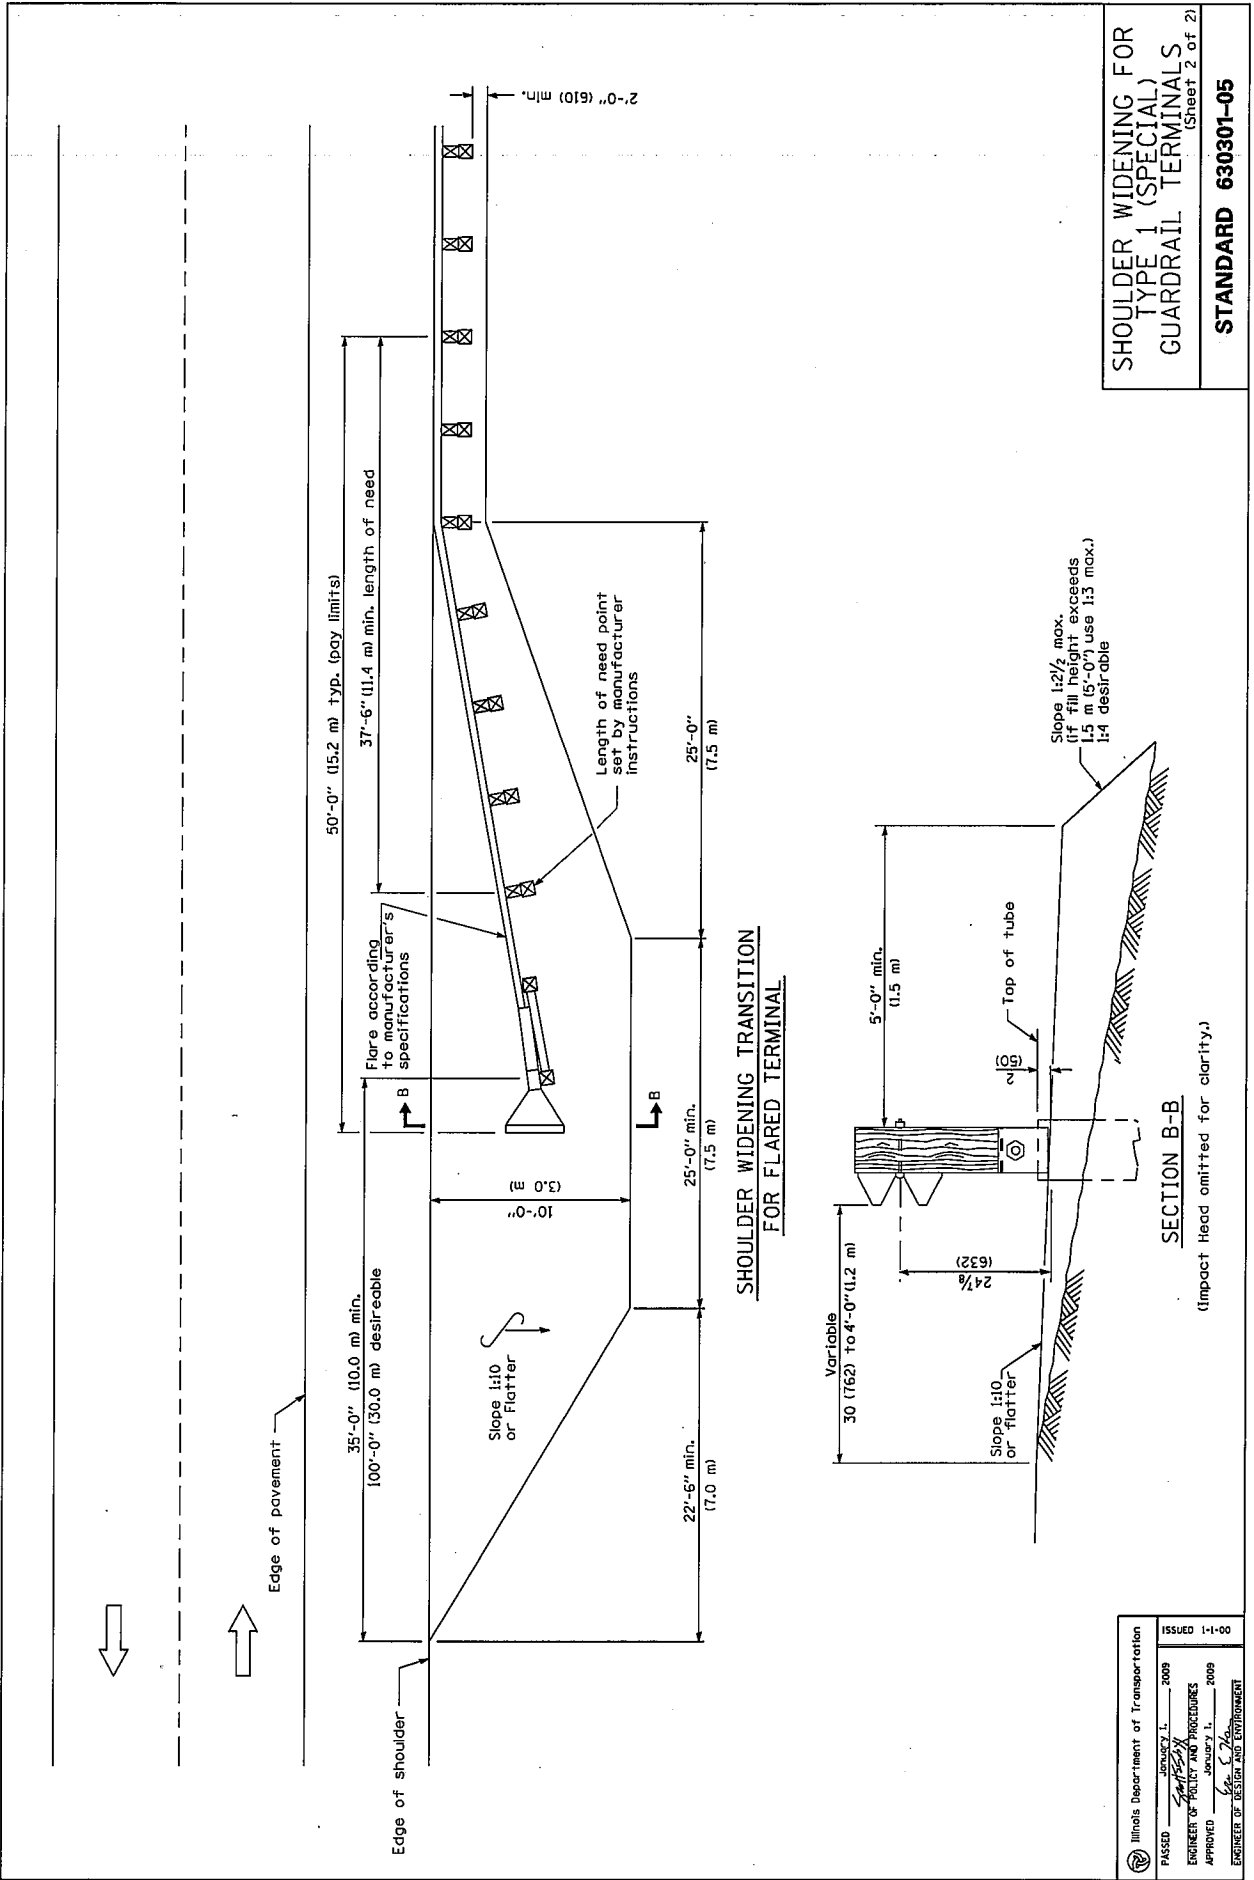 Edge of pavement
Edge of shoulder
35'-0" (10.0 m) min.
100'-0" (30.0 m) desireable
50'-0" (15.2 m) typ. (pay limits)
37'-6" (11.4 m) min. length of need
2'-0" (610) min.
Flare according
to manufacturer's
specifications
B
B
Slope 1:10
or Flatter
10'-0"
(3.0 m)
Length of need point
set by manufacturer
instructions
22'-6" min.
(7.0 m)
25'-0" min.
(7.5 m)
25'-0"
(7.5 m)
SHOULDER WIDENING TRANSITION
FOR FLARED TERMINAL
Variable
30 (762) to 4'-0" (1.2 m)
5'-0" min.
(1.5 m)
Slope 1:2½ max.
(if fill height exceeds
1.5 m (5'-0") use 1:3 max.)
1:4 desirable
Slope 1:10
or flatter
24⅞
(632)
2
(50)
Top of tube
SECTION B-B
(Impact Head omitted for clarity.)
Illinois Department of Transportation
PASSED January 1, 2009
ENGINEER OF POLICY AND PROCEDURES
APPROVED January 1, 2009
ENGINEER OF DESIGN AND ENVIRONMENT
ISSUED 1-1-00
SHOULDER WIDENING FOR
TYPE 1 (SPECIAL)
GUARDRAIL TERMINALS
(Sheet 2 of 2)
STANDARD 630301-05